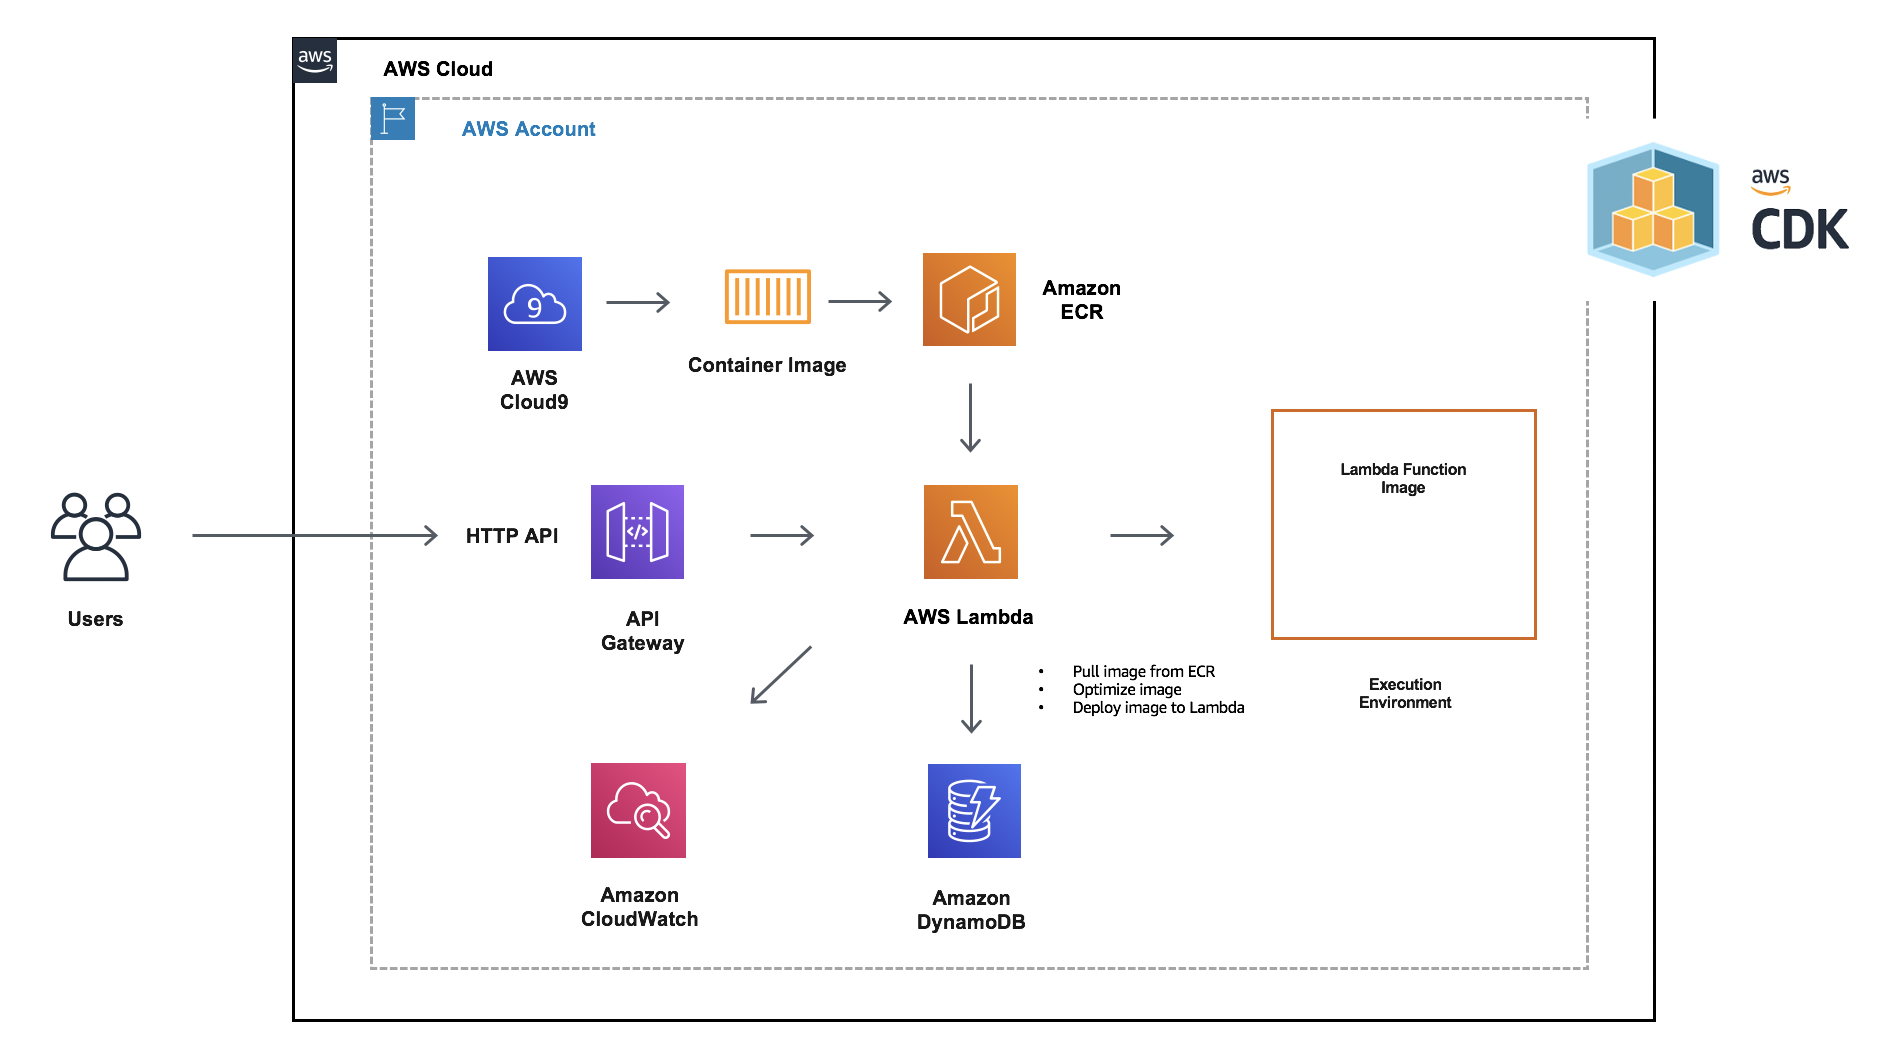 aws
AWS Cloud
AWS Account
aws
CDK
9
AWS
Cloud9
Container Image
Amazon
ECR
Lambda Function
Image
Users
HTTP API
</>
API
Gateway
AWS Lambda
• Pull image from ECR
• Optimize image
• Deploy image to Lambda
Execution
Environment
Amazon
CloudWatch
Amazon
DynamoDB